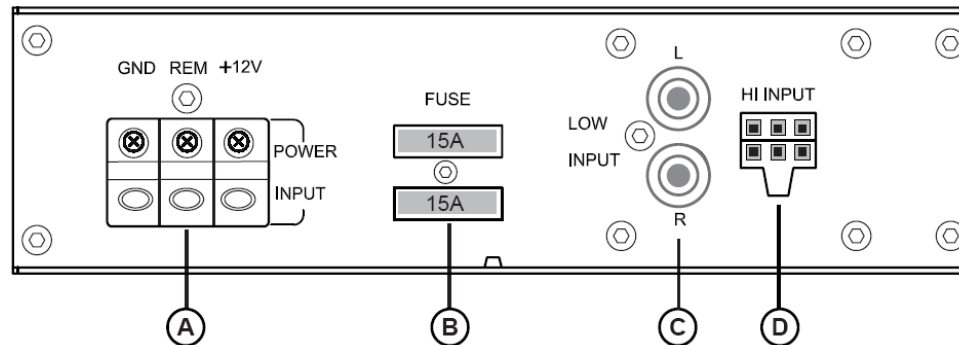 GND REM +12V
POWER
INPUT
FUSE
15A
15A
L
LOW
INPUT
R
HI INPUT
A
B
C
D